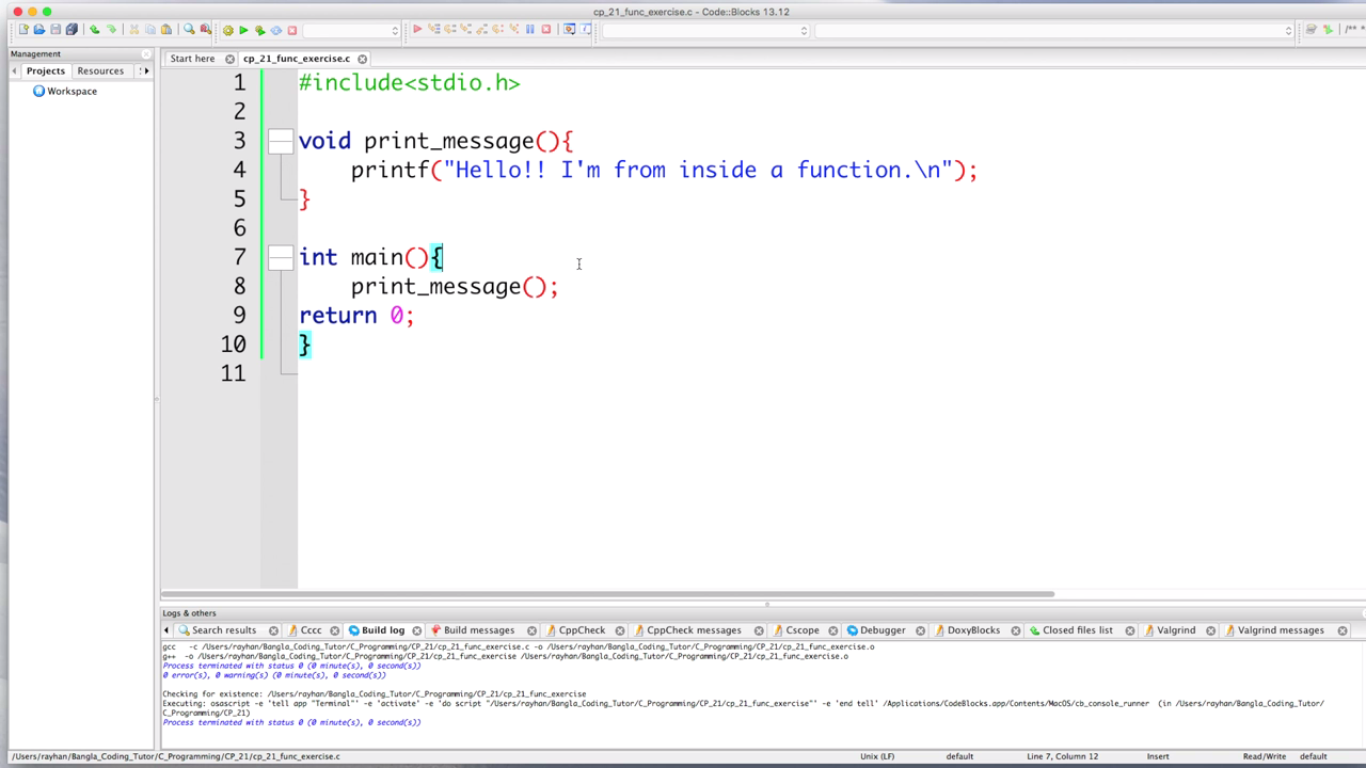 cp_21_func_exercise.c - Code::Blocks 13.12
Management
Projects Resources
Workspace
Start here cp_21_func_exercise.c
1 #include<stdio.h>
2
3 void print_message(){
4 printf("Hello!! I'm from inside a function.\n");
5 }
6
7 int main(){
8 print_message();
9 return 0;
10 }
11
Logs & others
Search results Cccc Build log Build messages CppCheck CppCheck messages Cscope Debugger DoxyBlocks Closed files list Valgrind Valgrind messages
gcc -c /Users/rayhan/Bangla_Coding_Tutor/C_Programming/CP_21/cp_21_func_exercise.c -o /Users/rayhan/Bangla_Coding_Tutor/C_Programming/CP_21/cp_21_func_exercise.o
g++ -o /Users/rayhan/Bangla_Coding_Tutor/C_Programming/CP_21/cp_21_func_exercise /Users/rayhan/Bangla_Coding_Tutor/C_Programming/CP_21/cp_21_func_exercise.o
Process terminated with status 0 (0 minute(s), 0 second(s))
0 error(s), 0 warning(s) (0 minute(s), 0 second(s))
Checking for existence: /Users/rayhan/Bangla_Coding_Tutor/C_Programming/CP_21/cp_21_func_exercise
Executing: osascript -e 'tell app "Terminal"' -e 'activate' -e 'do script "/Users/rayhan/Bangla_Coding_Tutor/C_Programming/CP_21/cp_21_func_exercise"' -e 'end tell' /Applications/CodeBlocks.app/Contents/MacOS/cb_console_runner (in /Users/rayhan/Bangla_Coding_Tutor/
C_Programming/CP_21)
Process terminated with status 0 (0 minute(s), 0 second(s))
/Users/rayhan/Bangla_Coding_Tutor/C_Programming/CP_21/cp_21_func_exercise.c Unix (LF) default Line 7, Column 12 Insert Read/Write default